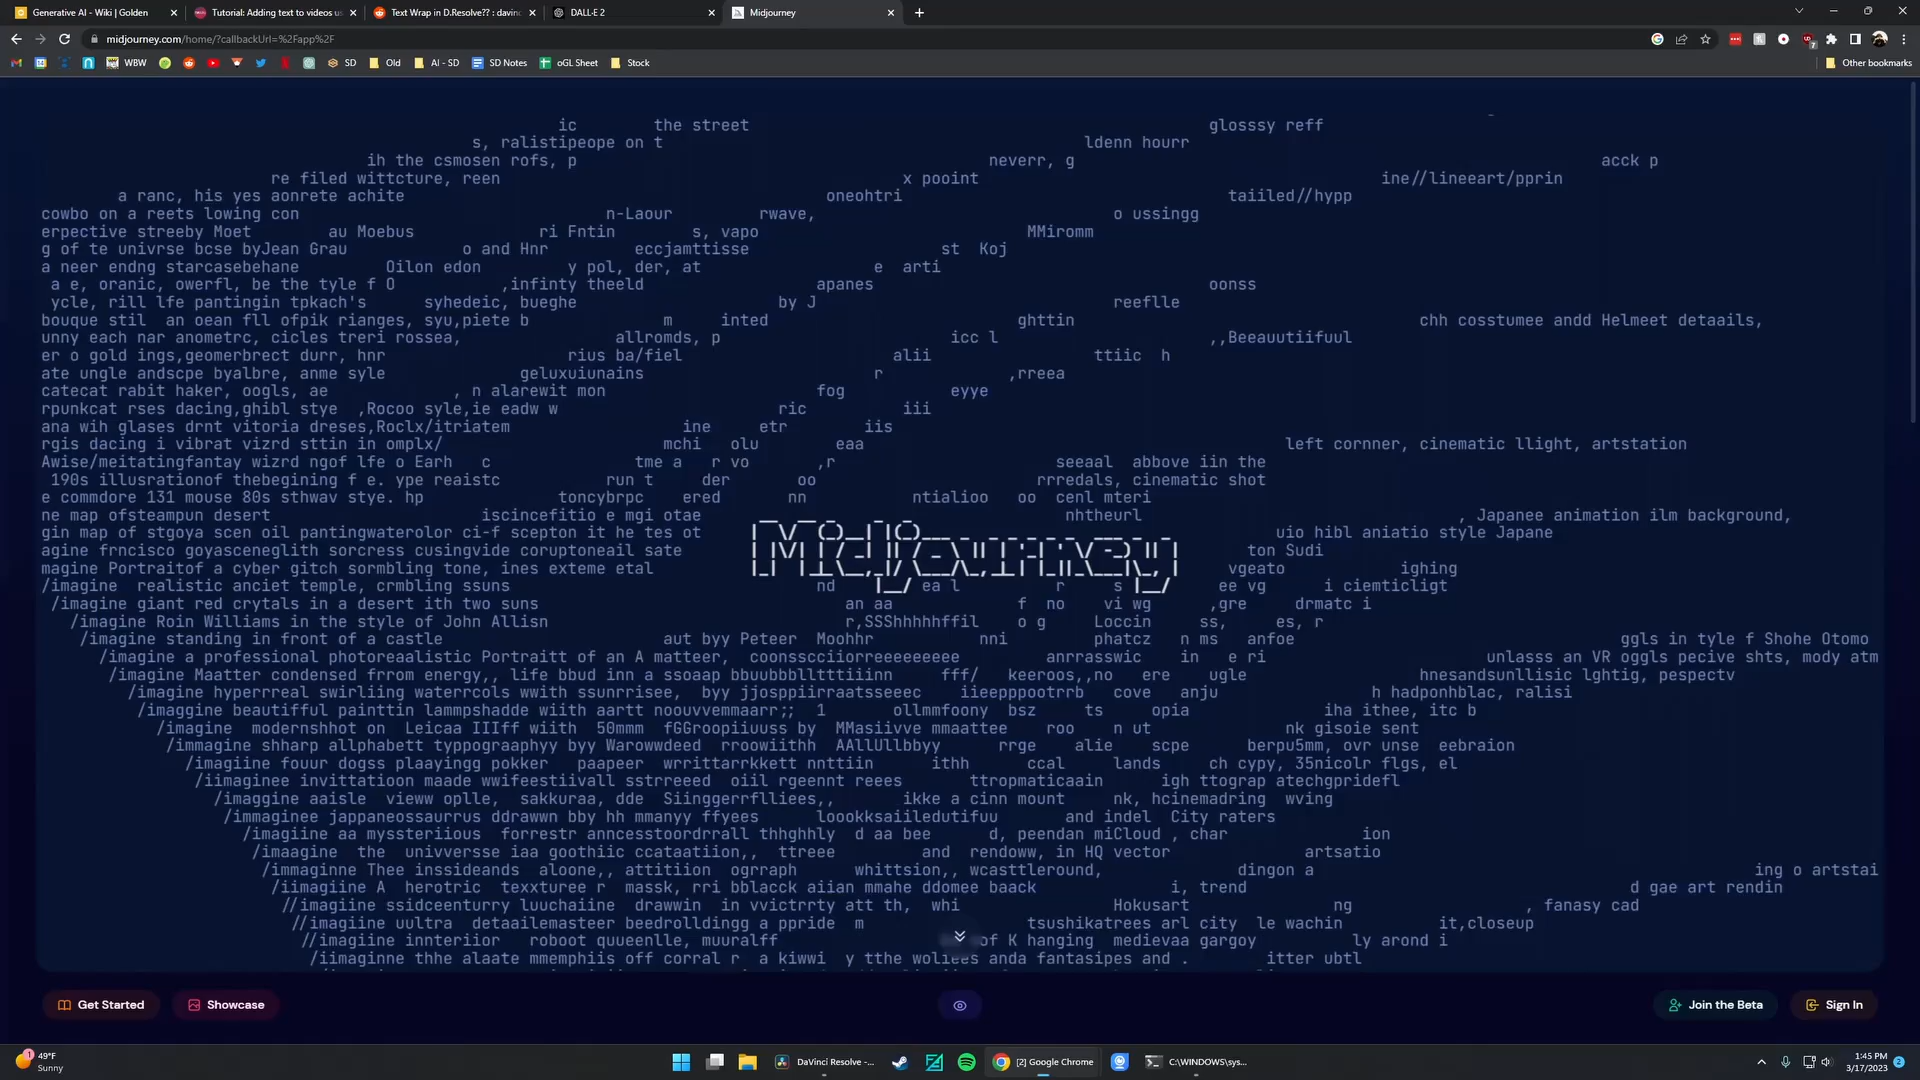 Generative AI - Wiki | Golden
Tutorial: Adding text to videos u
Text Wrap in D.Resolve?? : davin
DALL·E 2
Midjourney
midjourney.com/home/?callbackUrl=%2Fapp%2F
WBW SD Old AI - SD SD Notes oGL Sheet Stock Other bookmarks
ic the street glosssy reff
s, ralistipeope on t ldenn hourr
ih the csmosen rofs, p neverr, g acck p
re filed wittcture, reen x pooint ine//lineeart/pprin
a ranc, his yes aonrete achite oneohtri taiiled//hypp
cowbo on a reets lowing con n-Laour rwave, o ussingg
erpective streeby Moet au Moebus ri Fntin s, vapo MMiromm
g of te univrse bcse byJean Grau o and Hnr eccjamttisse st Koj
a neer endng starcasebehane Oilon edon y pol, der, at e arti
a e, oranic, owerfl, be the tyle f O ,infinty theeld apanes oonss
ycle, rill lfe pantingin tpkach's syhedeic, bueghe by J reeflle
bouque stil an oean fll ofpik rianges, syu,piete b m inted ghttin chh cosstumee andd Helmeet detaails,
unny each nar anometrc, cicles treri rossea, allromds, p icc l ,,Beeauutiifuul
er o gold ings,geomerbrect durr, hnr rius ba/fiel alii ttiic h
ate ungle andscpe byalbre, anme syle geluxuiunains r ,rreea
catecat rabit haker, oogls, ae , n alarewit mon fog eyye
rpunkcat rses dacing,ghibl stye ,Rocoo syle,ie eadw w ric iii
ana wih glases drnt vitoria dreses,Roclx/itriatem ine etr iis
rgis dacing i vibrat vizrd sttin in omplx/ mchi olu eaa left cornner, cinematic llight, artstation
Awise/meitatingfantay wizrd ngof lfe o Earh c tme a r vo ,r seeaal abbove iin the
190s illusrationof thebegining f e. ype reaistc run t der oo rrredals, cinematic shot
e commdore 131 mouse 80s sthwav stye. hp toncybrpc ered nn ntialioo oo cenl mteri
ne map ofsteampun desert iscincefitio e mgi otae nhtheurl , Japanee animation ilm background,
gin map of stgoya scen oil pantingwaterolor ci-f scepton it he tes ot uio hibl aniatio style Japane
agine frncisco goyasceneglith sorcress cusingvide coruptoneail sate ton Sudi
magine Portraitof a cyber gitch sormbling tone, ines exteme etal vgeato ighing
Midjourney
/imagine realistic anciet temple, crmbling ssuns nd ea l r s ee vg i ciemticligt
/imagine giant red crytals in a desert ith two suns an aa f no vi wg ,gre drmatc i
/imagine Roin Williams in the style of John Allisn r,SSShhhhhffil o g Loccin ss, es, r
/imagine standing in front of a castle aut byy Peteer Moohhr nni phatcz n ms anfoe ggls in tyle f Shohe Otomo
/imagine a professional photoreaalistic Portraitt of an A matteer, coonsscciiorreeeeeeeee anrrasswic in e ri unlasss an VR oggls pecive shts, mody atm
/imagine Maatter condensed frrom energy,, life bbud inn a ssoaap bbuubbbllttttiiinn fff/ keeroos,,no ere ugle hnesandsunllisic lghtig, pespectv
/imagine hyperrreal swirliing waterrcols wwith ssunrrisee, byy jjosppiirraatsseeec iieepppootrrb cove anju h hadponhblac, ralisi
/imaggine beautifful painttin lammpshadde wiith aartt noouvvemmaarr;; 1 ollmmfoony bsz ts opia iha ithee, itc b
/imagine modernshhot on Leicaa IIIff wiith 50mmm fGGroopiiuuss by MMasiivve mmaattee roo n ut nk gisoie sent
/immagine shharp allphabett typpograaphyy byy Warowwdeed rroowiithh AAllUllbbyy rrge alie scpe berpu5mm, ovr unse eebraion
/imagiine fouur dogss plaayingg pokker paapeer wrrittarrkkett nnttiin ithh ccal lands ch cypy, 35nicolr flgs, el
/iimaginee invittatioon maade wwifeestiivall sstrreeed oiil rgeennt reees ttropmaticaain igh ttograp atechgpridefl
/imaggine aaisle vieww oplle, sakkuraa, dde Siinggerrflliees,, ikke a cinn mount nk, hcinemadring wving
/immaginee jappaneossaurrus ddrawwn bby hh mmanyy ffyees loookksaiiledutifuu and indel City raters
/imagiine aa myssteriious forrestr anncesstoordrrall thhghhly d aa bee d, peendan miCloud , char ion
/imaagine the univversse iaa goothiic ccataatiion,, ttreee and rendoww, in HQ vector artsatio
/immaginne Thee inssideands aloone,, attitiion ogrraph whittsion,, wcasttleround, dingon a ing o artstai
/iimagiine A herotric texxturee r massk, rri bblacck aiian mmahe ddomee baack i, trend d gae art rendin
//imagiine ssidceenturry luuchaiine drawwin in vvictrrty att th, whi Hokusart ng , fanasy cad
//imagiine uultra detaailemasteer beedrolldingg a ppride m tsushikatrees arl city le wachin it,closeup
//imagiine innteriior roboot quueenlle, muuralff of K hanging medievaa gargoy ly arond i
/iimaginne thhe alaate mmemphiis off corral r a kiwwi y tthe woliees anda fantasipes and . itter ubtl
Get Started Showcase Join the Beta Sign In
49°F
Sunny
DaVinci Resolve -...
[2] Google Chrome
C:\WINDOWS\sys...
1:45 PM
3/17/2023